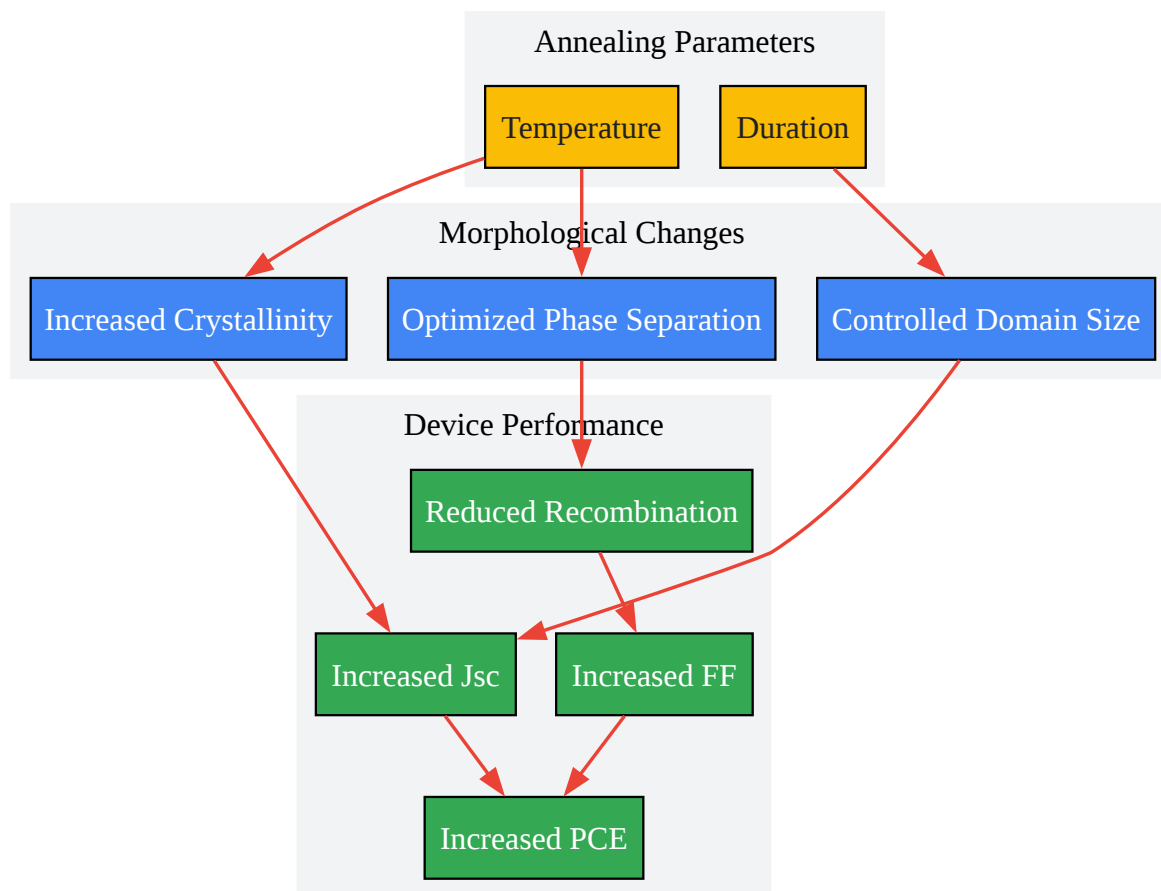 Annealing Parameters
Temperature
Duration
Morphological Changes
Increased Crystallinity
Optimized Phase Separation
Controlled Domain Size
Device Performance
Reduced Recombination
Increased Jsc
Increased FF
Increased PCE